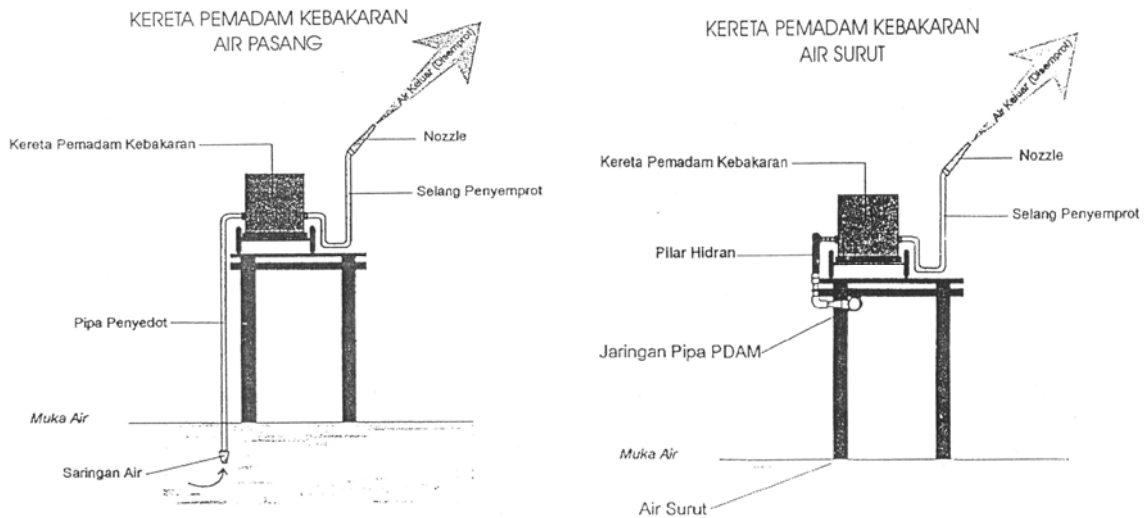 KERETA PEMADAM KEBAKARAN
AIR PASANG
Air Keluar (Disemprot)
Nozzle
Kereta Pemadam Kebakaran
Selang Penyemprot
Pipa Penyedot
Muka Air
Saringan Air
KERETA PEMADAM KEBAKARAN
AIR SURUT
Air Keluar (Disemprot)
Nozzle
Kereta Pemadam Kebakaran
Selang Penyemprot
Pilar Hidran
Jaringan Pipa PDAM
Muka Air
Air Surut